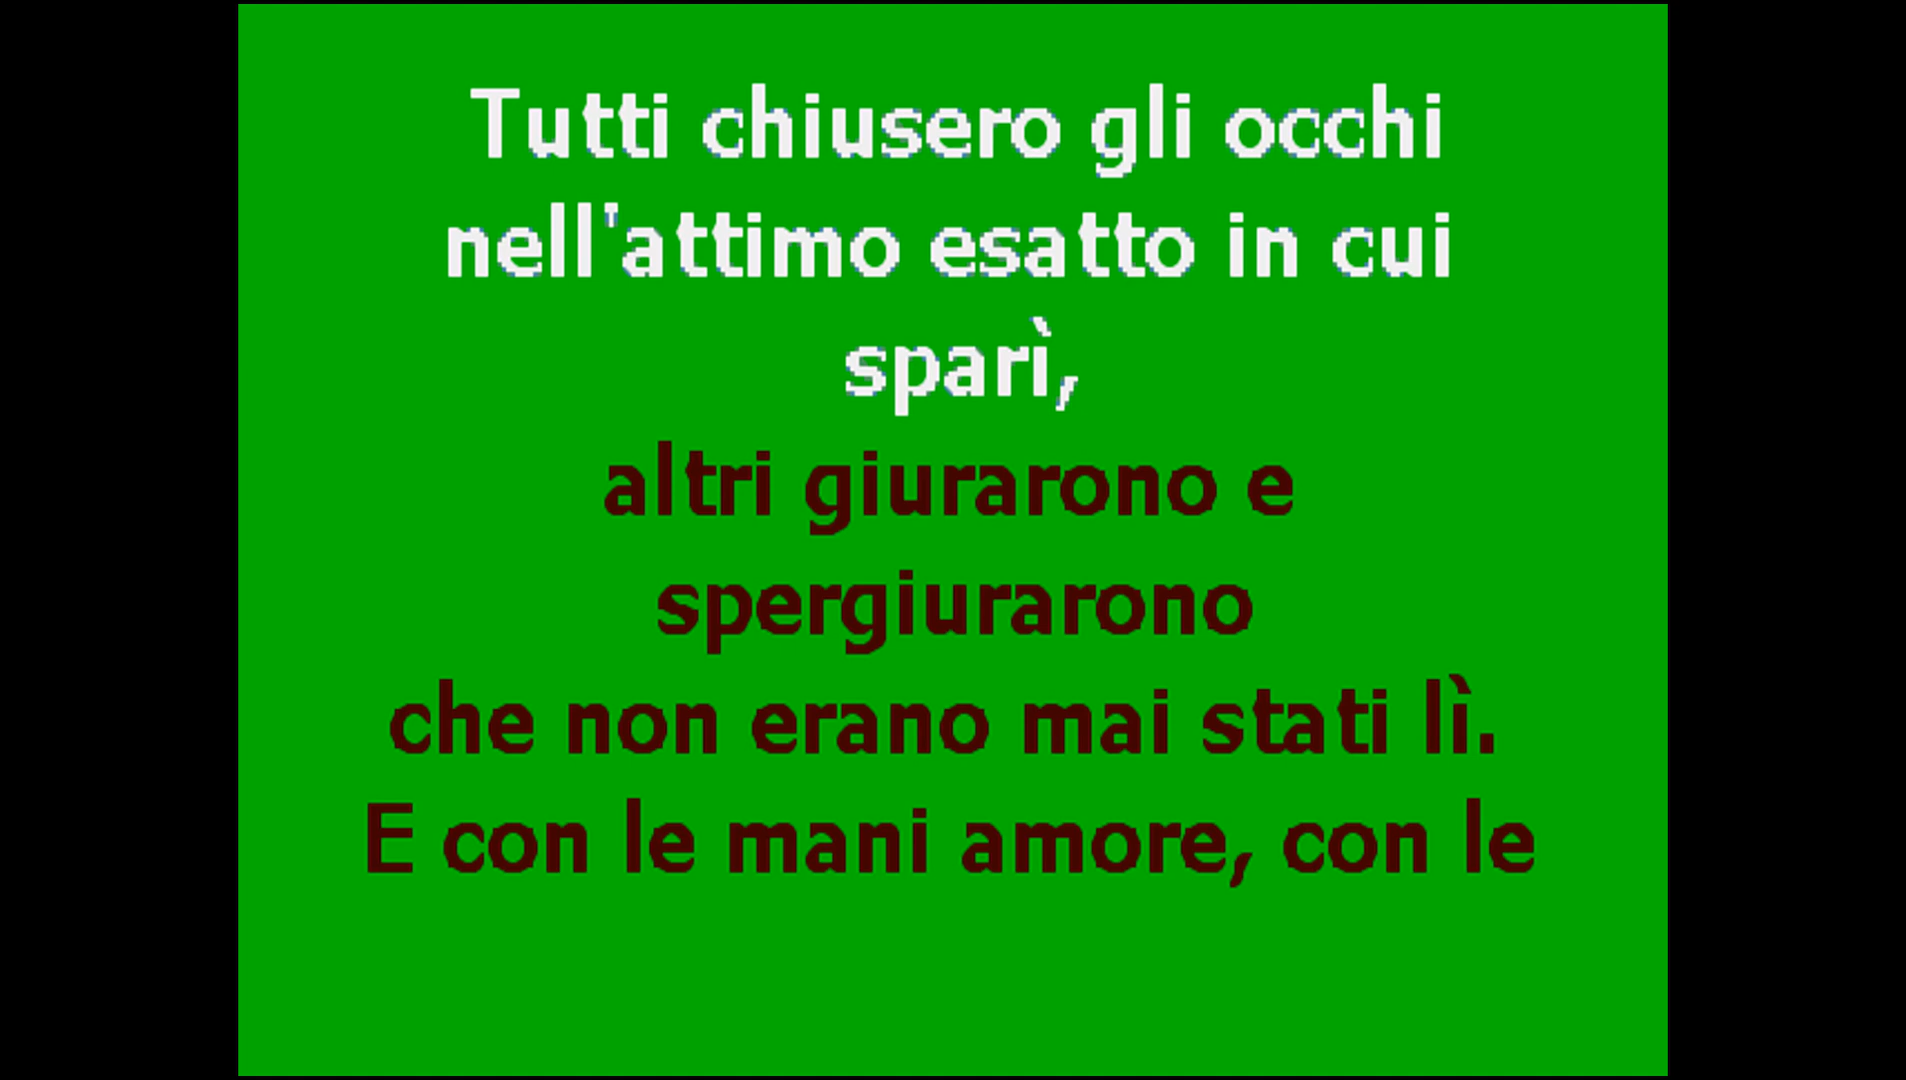 Tutti chiusero gli occhi
nell'attimo esatto in cui
sparì,
altri giurarono e
spergiurarono
che non erano mai stati lì.
E con le mani amore, con le